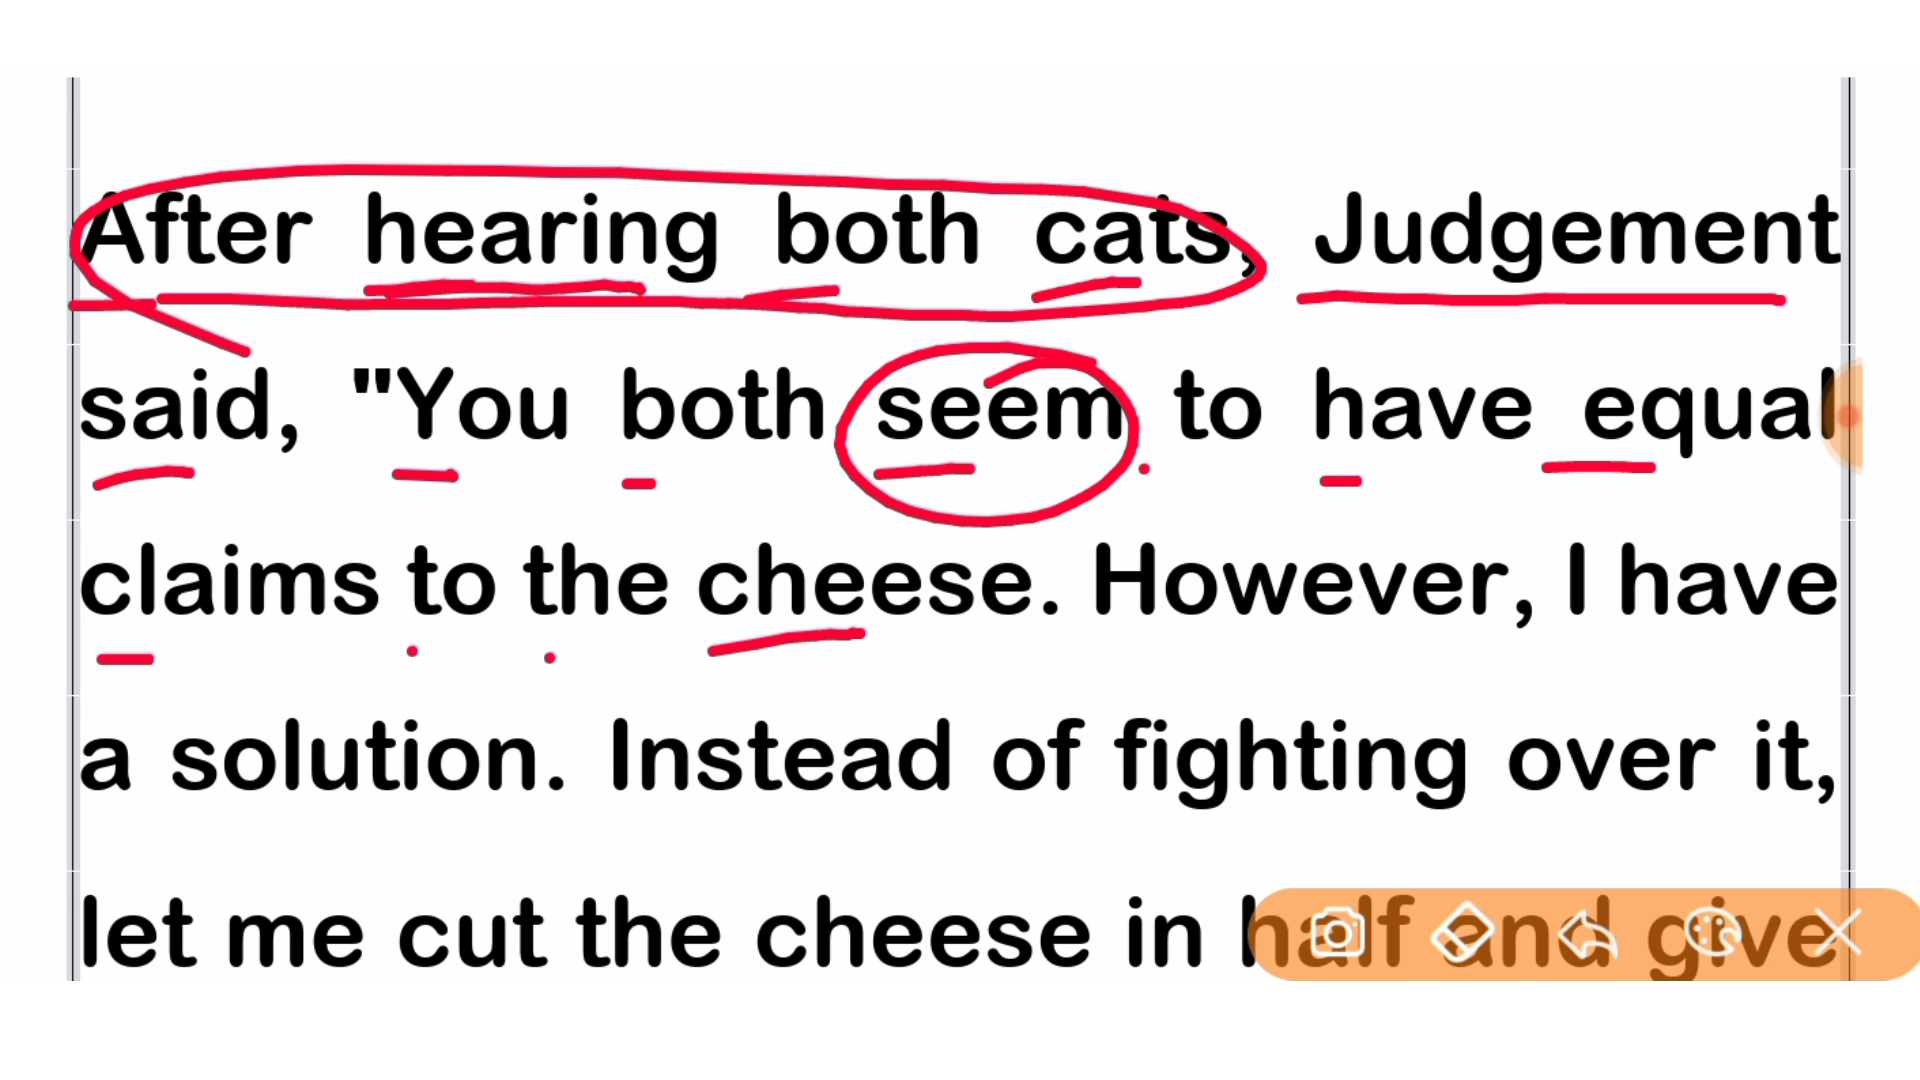 After hearing both cats, Judgement
said, "You both seem to have equal
claims to the cheese. However, I have
a solution. Instead of fighting over it,
let me cut the cheese in half and give